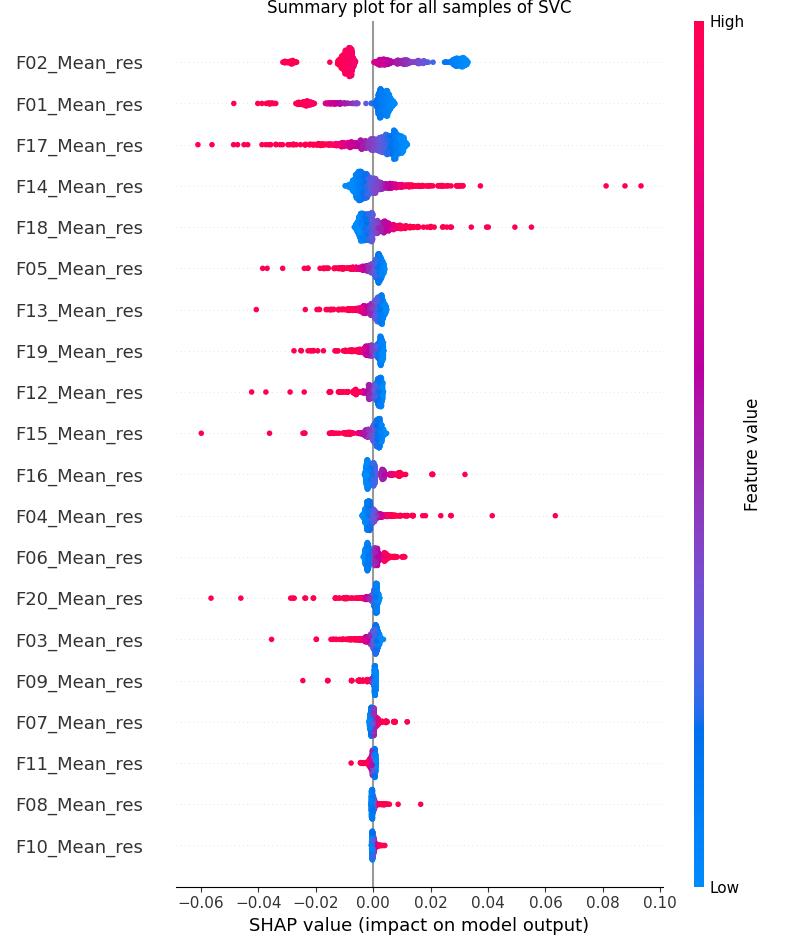 Summary plot for all samples of SVC
High
F02_Mean_res
F01_Mean_res
F17_Mean_res
F14_Mean_res
F18_Mean_res
F05_Mean_res
F13_Mean_res
F19_Mean_res
F12_Mean_res
F15_Mean_res
F16_Mean_res
F04_Mean_res
F06_Mean_res
F20_Mean_res
F03_Mean_res
F09_Mean_res
F07_Mean_res
F11_Mean_res
F08_Mean_res
F10_Mean_res
Feature value
Low
−0.06 −0.04 −0.02 0.00 0.02 0.04 0.06 0.08 0.10
SHAP value (impact on model output)